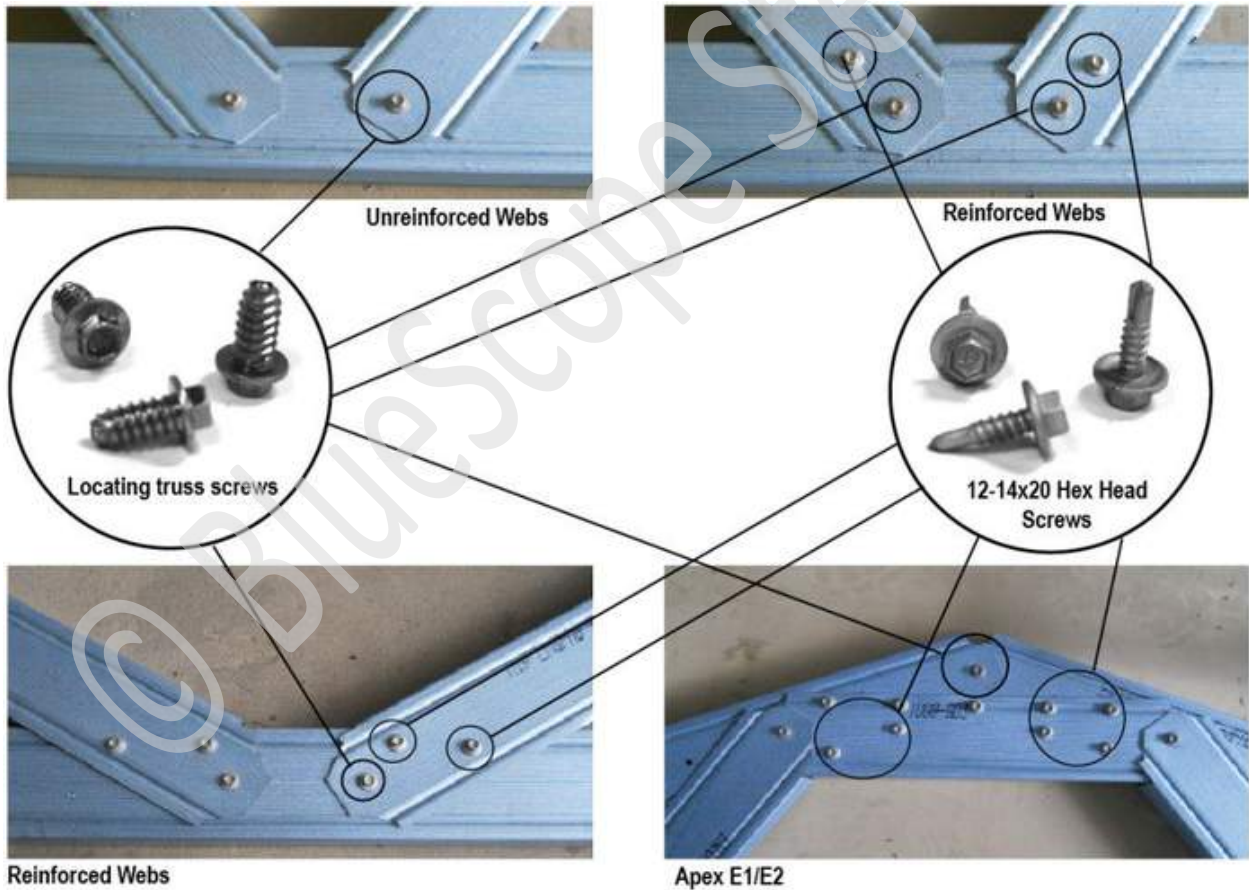 Unreinforced Webs
Reinforced Webs
Locating truss screws
12-14x20 Hex Head
Screws
Reinforced Webs
Apex E1/E2
© BlueScope Ste